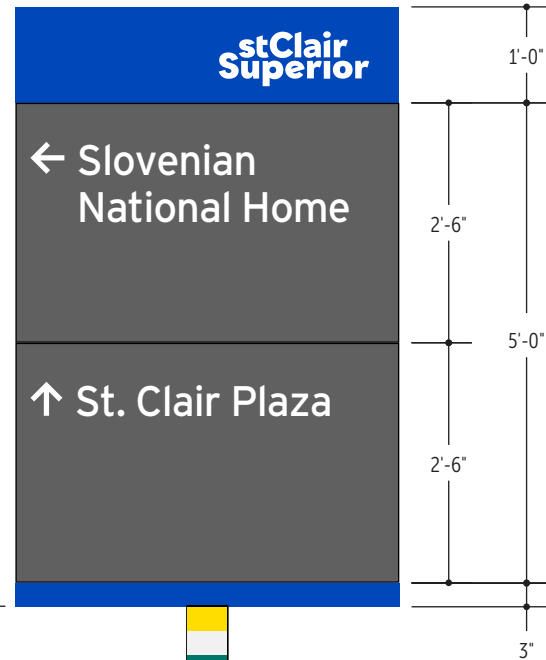 stClair
Superior
1'-0"
← Slovenian
National Home
2'-6"
5'-0"
↑ St. Clair Plaza
2'-6"
3"